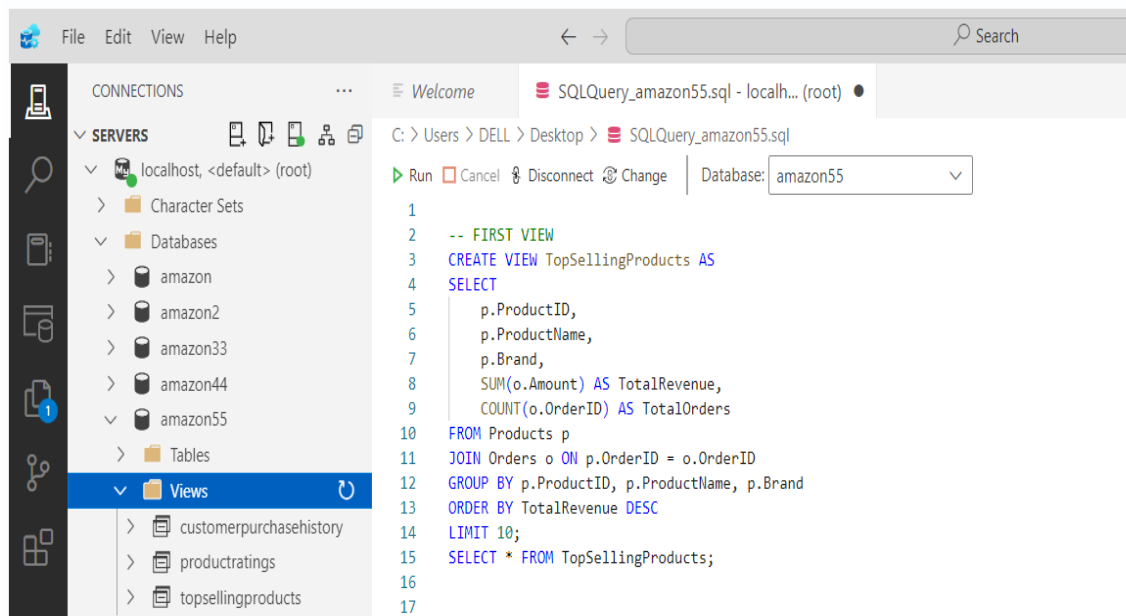 File Edit View Help
Search
CONNECTIONS ...
SERVERS
localhost, <default> (root)
Character Sets
Databases
amazon
amazon2
amazon33
amazon44
amazon55
Tables
Views
customerpurchasehistory
productratings
topsellingproducts
1
Welcome
SQLQuery_amazon55.sql - localh... (root)
C: > Users > DELL > Desktop > SQLQuery_amazon55.sql
Run Cancel Disconnect Change Database: amazon55
1
2 -- FIRST VIEW
3 CREATE VIEW TopSellingProducts AS
4 SELECT
5 p.ProductID,
6 p.ProductName,
7 p.Brand,
8 SUM(o.Amount) AS TotalRevenue,
9 COUNT(o.OrderID) AS TotalOrders
10 FROM Products p
11 JOIN Orders o ON p.OrderID = o.OrderID
12 GROUP BY p.ProductID, p.ProductName, p.Brand
13 ORDER BY TotalRevenue DESC
14 LIMIT 10;
15 SELECT * FROM TopSellingProducts;
16
17